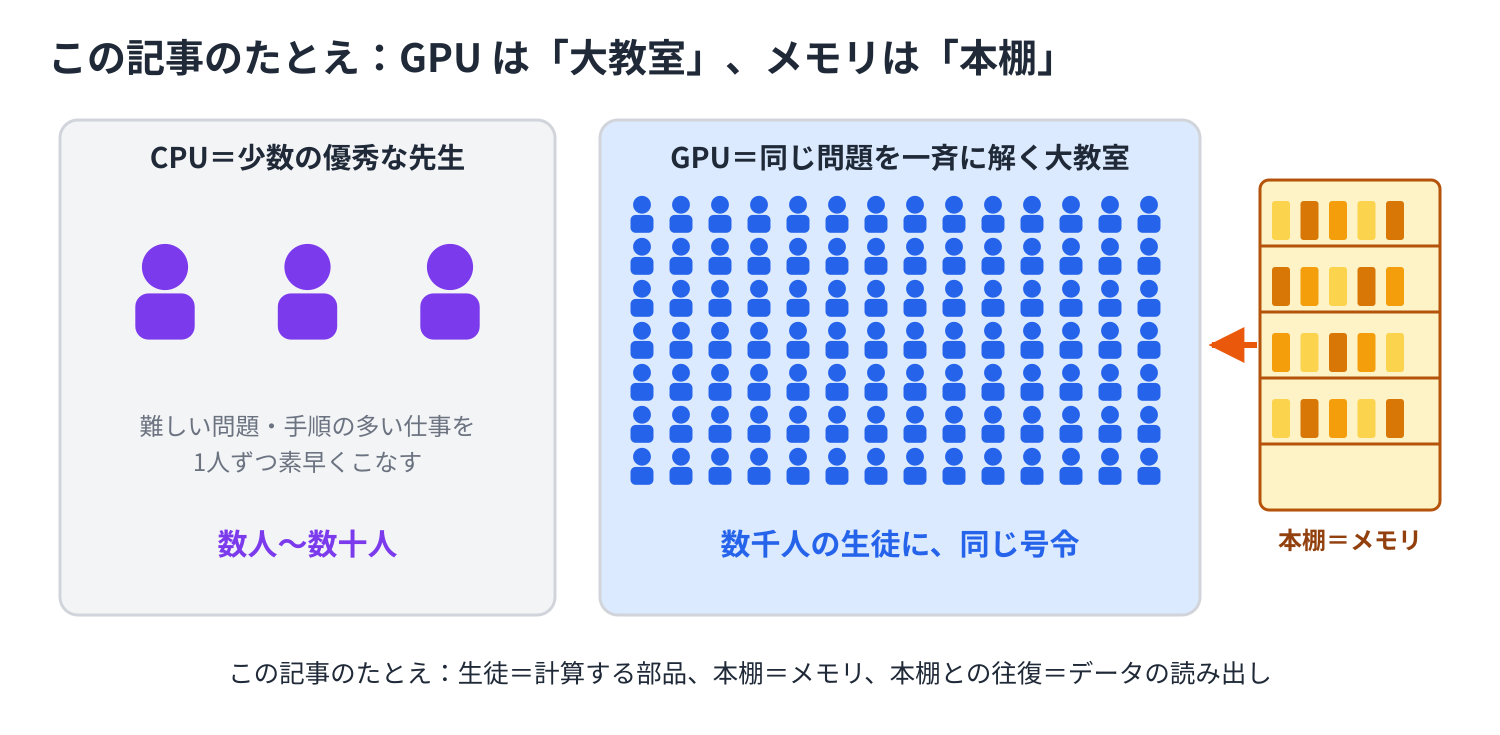 この記事のたとえ：GPU は「大教室」、メモリは「本棚」
CPU＝少数の優秀な先生
難しい問題・手順の多い仕事を
1人ずつ素早くこなす
数人〜数十人
GPU＝同じ問題を一斉に解く大教室
数千人の生徒に、同じ号令
本棚＝メモリ
この記事のたとえ：生徒＝計算する部品、本棚＝メモリ、本棚との往復＝データの読み出し